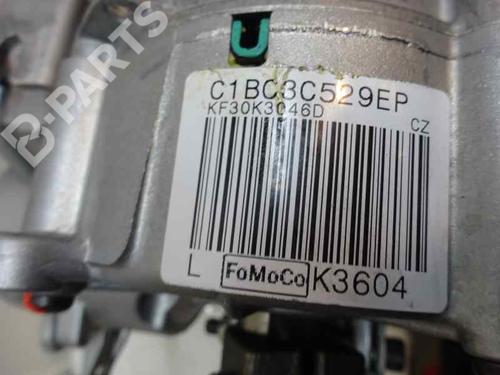 B-PARTS
U
C1BC3C529EP
KF30K3046D
CZ
L FoMoCo K3604